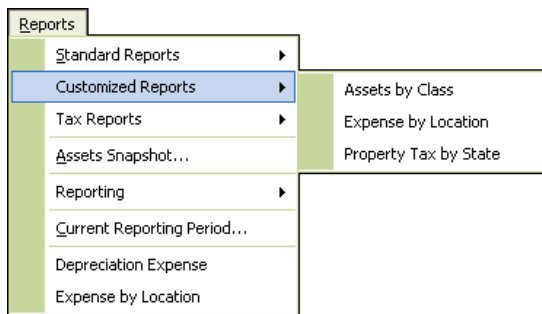 Reports
Standard Reports
Customized Reports
Tax Reports
Assets Snapshot...
Reporting
Current Reporting Period...
Depreciation Expense
Expense by Location
Assets by Class
Expense by Location
Property Tax by State